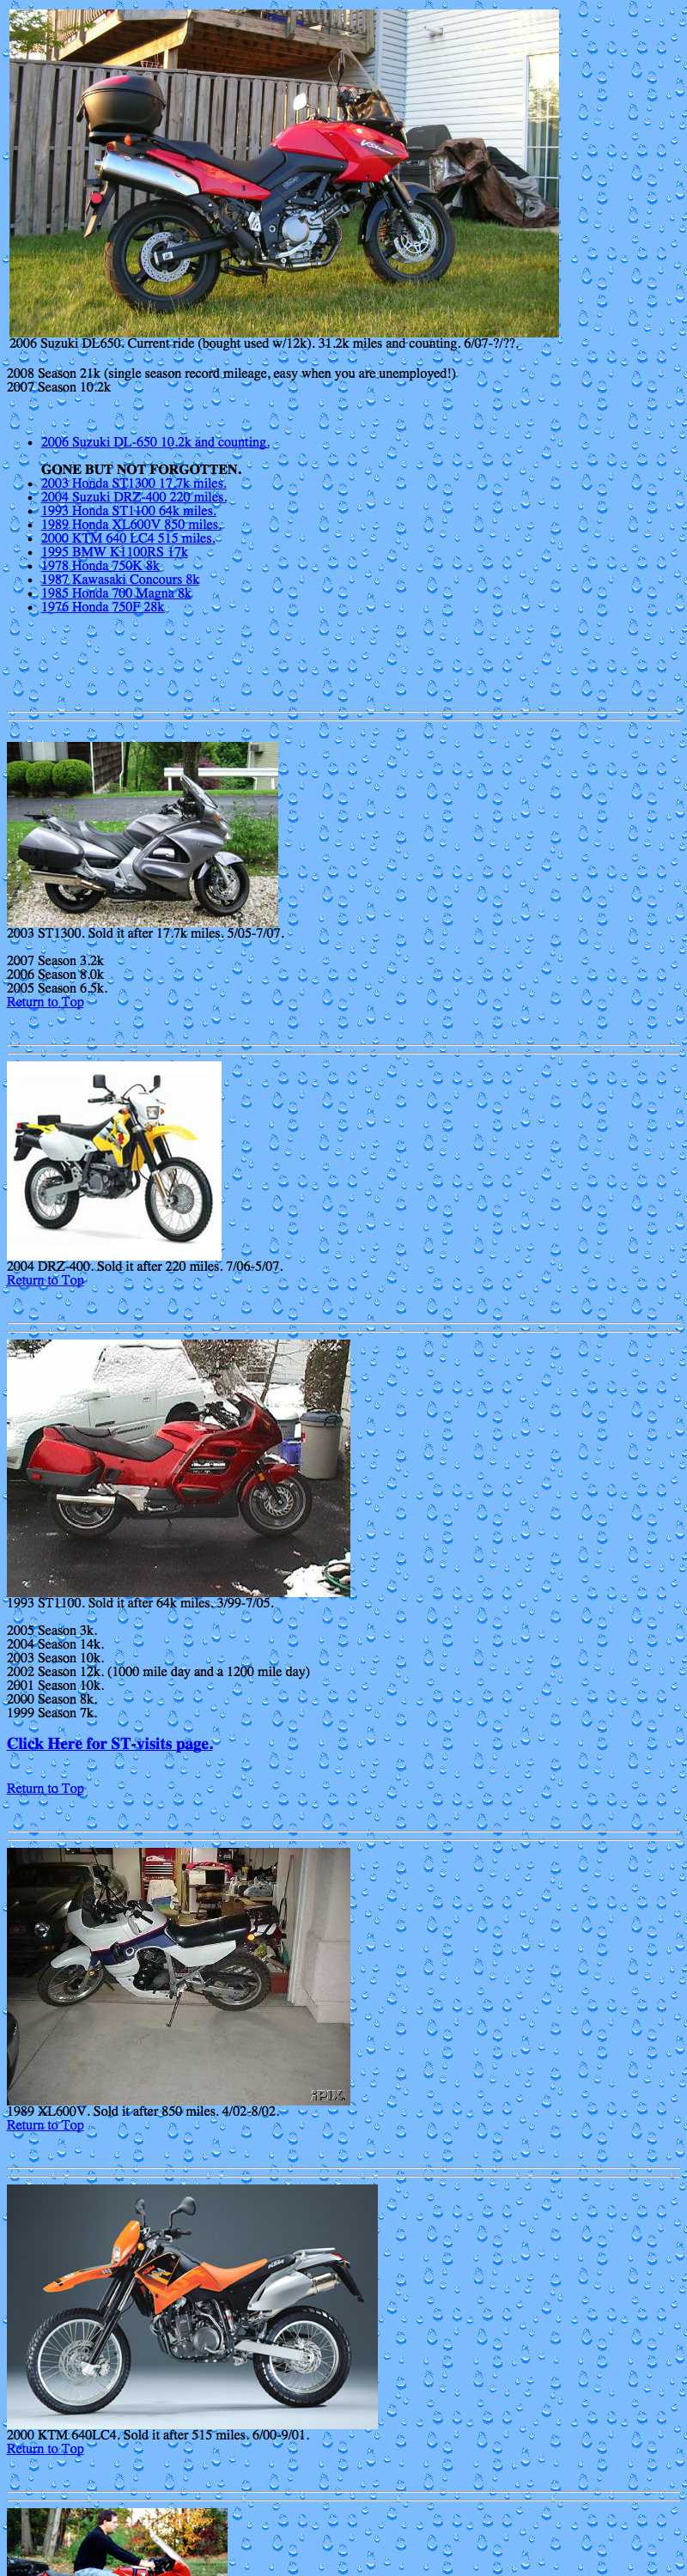 2006 Suzuki DL650. Current ride (bought used w/12k). 31.2k miles and counting. 6/07-?/??.
2008 Season 21k (single season record mileage, easy when you are unemployed!)
2007 Season 10.2k
2006 Suzuki DL-650 10.2k and counting.
GONE BUT NOT FORGOTTEN.
2003 Honda ST1300 17.7k miles.
2004 Suzuki DRZ-400 220 miles.
1993 Honda ST1100 64k miles.
1989 Honda XL600V 850 miles.
2000 KTM 640 LC4 515 miles.
1995 BMW K1100RS 17k
1978 Honda 750K 8k
1987 Kawasaki Concours 8k
1985 Honda 700 Magna 8k
1976 Honda 750F 28k
2003 ST1300. Sold it after 17.7k miles. 5/05-7/07.
2007 Season 3.2k
2006 Season 8.0k
2005 Season 6.5k.
Return to Top
2004 DRZ-400. Sold it after 220 miles. 7/06-5/07.
Return to Top
1993 ST1100. Sold it after 64k miles. 3/99-7/05.
2005 Season 3k.
2004 Season 14k.
2003 Season 10k.
2002 Season 12k. (1000 mile day and a 1200 mile day)
2001 Season 10k.
2000 Season 8k.
1999 Season 7k.
Click Here for ST-visits page.
Return to Top
iPIX
1989 XL600V. Sold it after 850 miles. 4/02-8/02.
Return to Top
2000 KTM 640LC4. Sold it after 515 miles. 6/00-9/01.
Return to Top